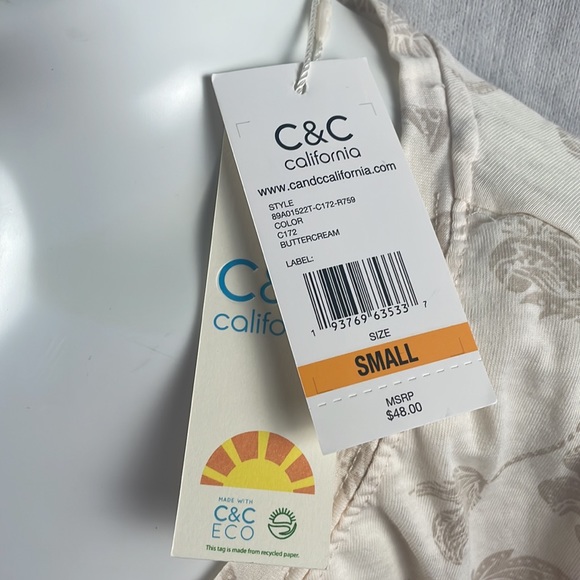 C&C
california
www.candccalifornia.com
STYLE
89A01522T-C172-R759
COLOR
C172
BUTTERCREAM
LABEL:
1 93769 63533 7
SIZE
SMALL
MSRP
$48.00
C&
califo
MADE WITH
C&C
ECO
This tag is made from recycled paper.